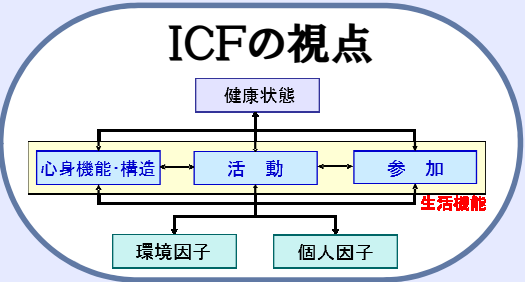 ICFの視点
健康状態
心身機能・構造
活　動
参　加
生活機能
環境因子
個人因子